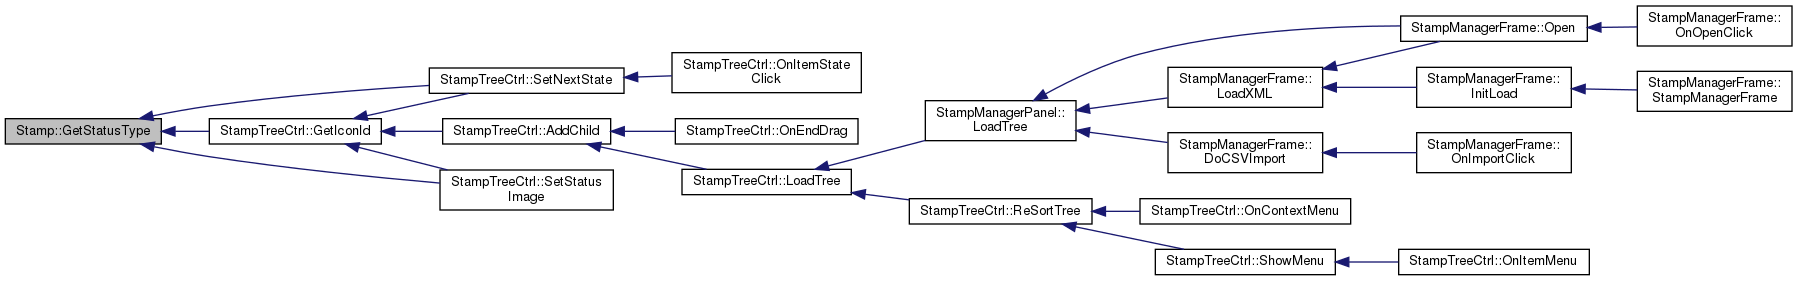 Stamp::GetStatusType
StampTreeCtrl::SetNextState
StampTreeCtrl::OnItemState
Click
StampTreeCtrl::GetIconId
StampTreeCtrl::AddChild
StampTreeCtrl::OnEndDrag
StampTreeCtrl::LoadTree
StampManagerPanel::
LoadTree
StampManagerFrame::Open
StampManagerFrame::
OnOpenClick
StampManagerFrame::
LoadXML
StampManagerFrame::
InitLoad
StampManagerFrame::
StampManagerFrame
StampManagerFrame::
DoCSVImport
StampManagerFrame::
OnImportClick
StampTreeCtrl::ReSortTree
StampTreeCtrl::OnContextMenu
StampTreeCtrl::ShowMenu
StampTreeCtrl::OnItemMenu
StampTreeCtrl::SetStatus
Image